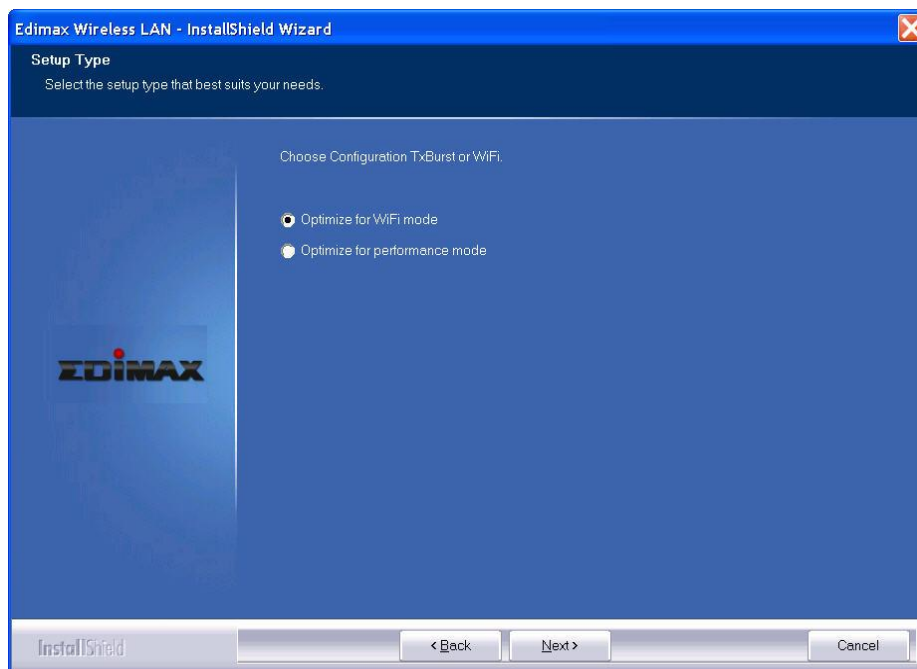 Edimax Wireless LAN - InstallShield Wizard
Setup Type
Select the setup type that best suits your needs.
Choose Configuration TxBurst or WiFi.
Optimize for WiFi mode
Optimize for performance mode
EDIMAX
InstallShield
< Back
Next >
Cancel